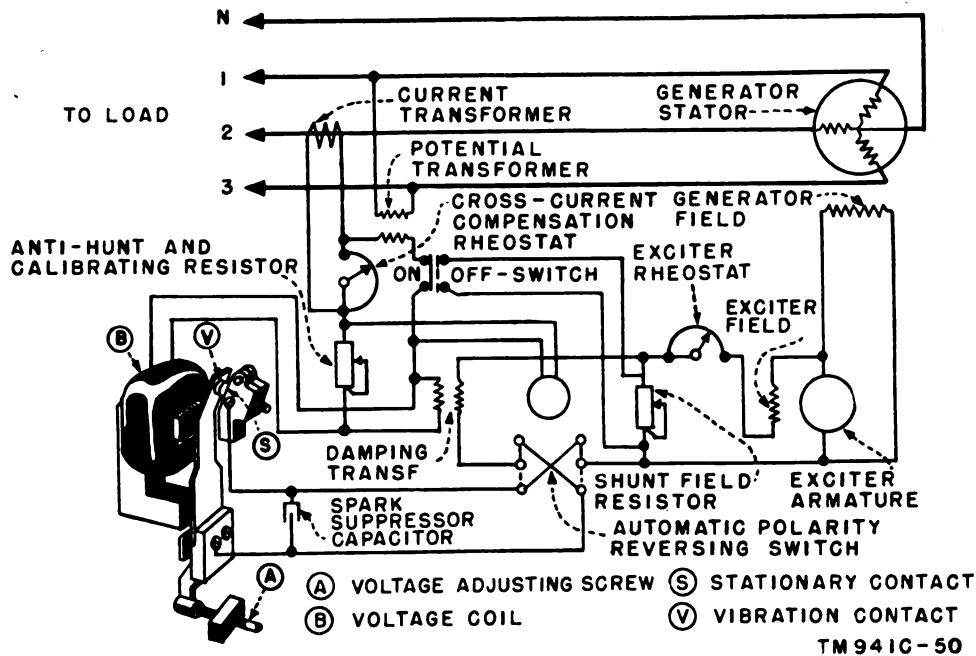 N
1
TO LOAD
2
3
CURRENT
TRANSFORMER
POTENTIAL
TRANSFORMER
GENERATOR
STATOR
CROSS-CURRENT
COMPENSATION
RHEOSTAT
GENERATOR
FIELD
ANTI-HUNT AND
CALIBRATING RESISTOR
ON
OFF-SWITCH
EXCITER
RHEOSTAT
EXCITER
FIELD
B
V
S
DAMPING
TRANSF
SPARK
SUPPRESSOR
CAPACITOR
SHUNT FIELD
RESISTOR
EXCITER
ARMATURE
AUTOMATIC POLARITY
REVERSING SWITCH
A
A VOLTAGE ADJUSTING SCREW
S STATIONARY CONTACT
B VOLTAGE COIL
V VIBRATION CONTACT
TM941C-50